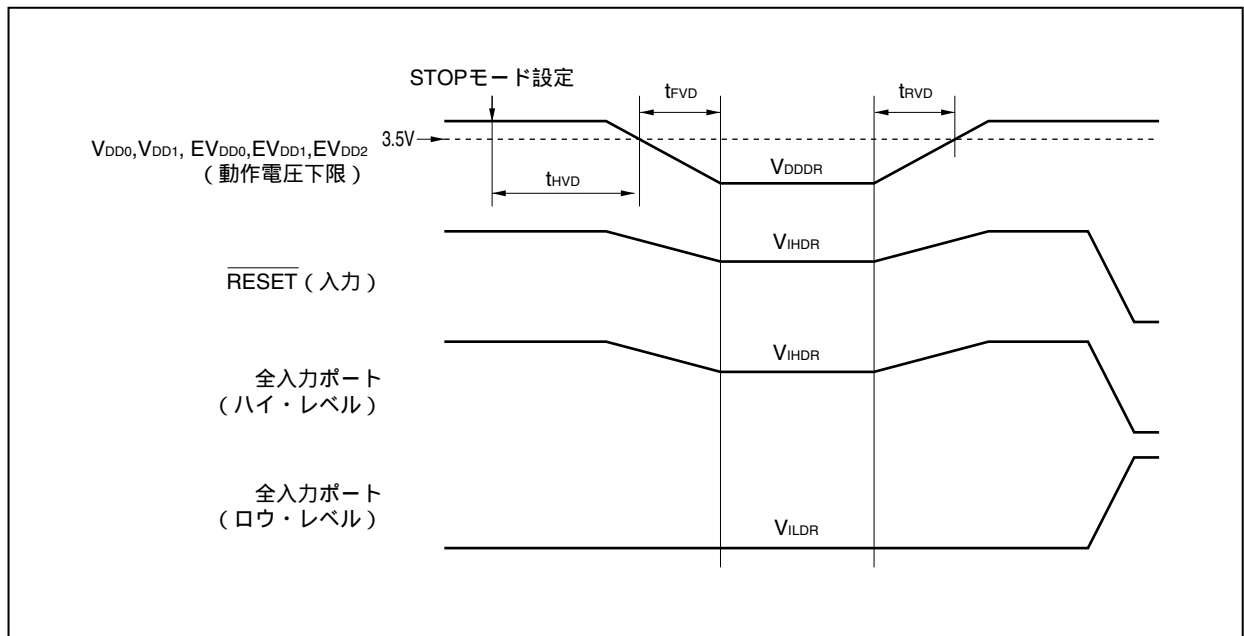 STOPモード設定
tFVD
tRVD
3.5V
VDD0,VDD1, EVDD0,EVDD1,EVDD2
（動作電圧下限）
VDDDR
tHVD
VIHDR
RESET（入力）
VIHDR
全入力ポート
（ハイ・レベル）
全入力ポート
（ロウ・レベル）
VILDR